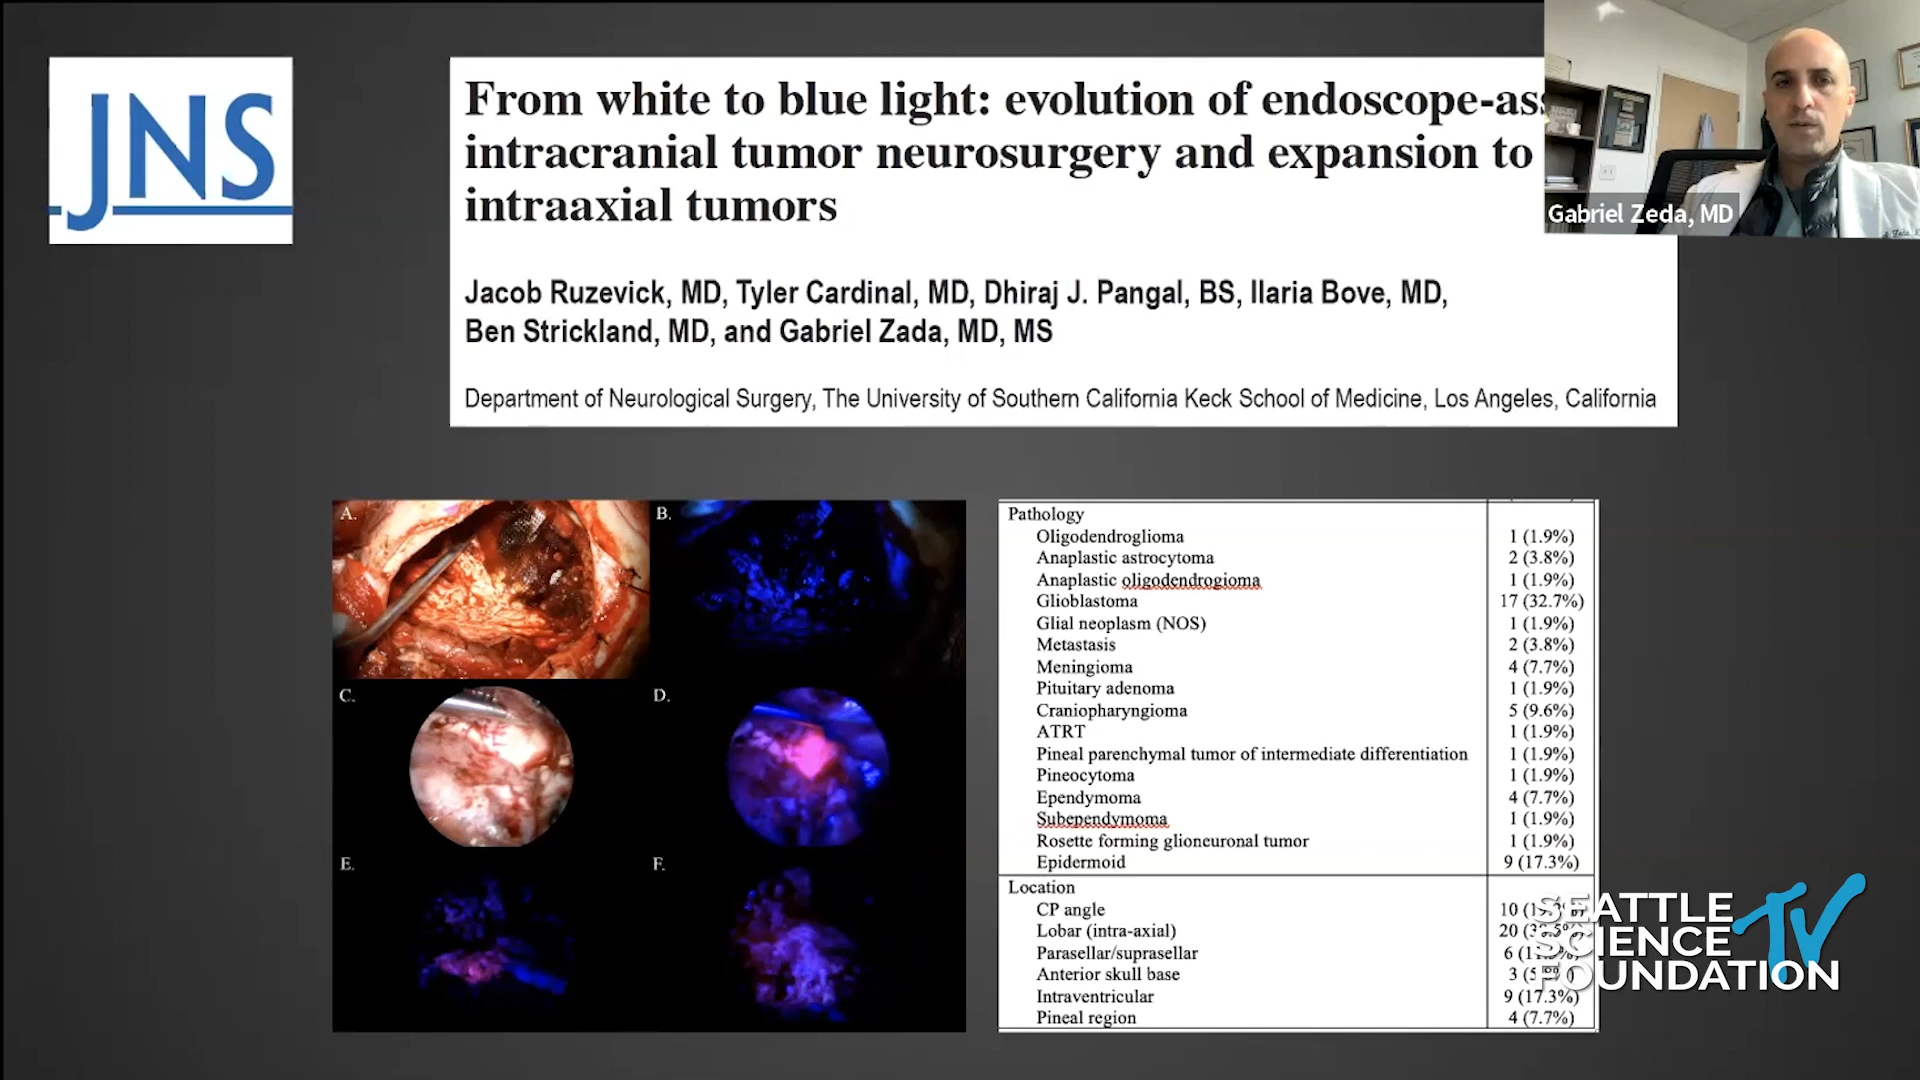 JNS
From white to blue light: evolution of endoscope-ass
intracranial tumor neurosurgery and expansion to
intraaxial tumors
Gabriel Zeda, MD
Jacob Ruzevick, MD, Tyler Cardinal, MD, Dhiraj J. Pangal, BS, Ilaria Bove, MD,
Ben Strickland, MD, and Gabriel Zada, MD, MS
Department of Neurological Surgery, The University of Southern California Keck School of Medicine, Los Angeles, California
A.
B.
C.
D.
E.
F.
Pathology
Oligodendroglioma 1 (1.9%)
Anaplastic astrocytoma 2 (3.8%)
Anaplastic oligodendrogioma 1 (1.9%)
Glioblastoma 17 (32.7%)
Glial neoplasm (NOS) 1 (1.9%)
Metastasis 2 (3.8%)
Meningioma 4 (7.7%)
Pituitary adenoma 1 (1.9%)
Craniopharyngioma 5 (9.6%)
ATRT 1 (1.9%)
Pineal parenchymal tumor of intermediate differentiation 1 (1.9%)
Pineocytoma 1 (1.9%)
Ependymoma 4 (7.7%)
Subependymoma 1 (1.9%)
Rosette forming glioneuronal tumor 1 (1.9%)
Epidermoid 9 (17.3%)
Location
CP angle 10
Lobar (intra-axial) 20
Parasellar/suprasellar 6
Anterior skull base 3
Intraventricular 9 (17.3%)
Pineal region 4 (7.7%)
SEATTLE
SCIENCE TV
FOUNDATION